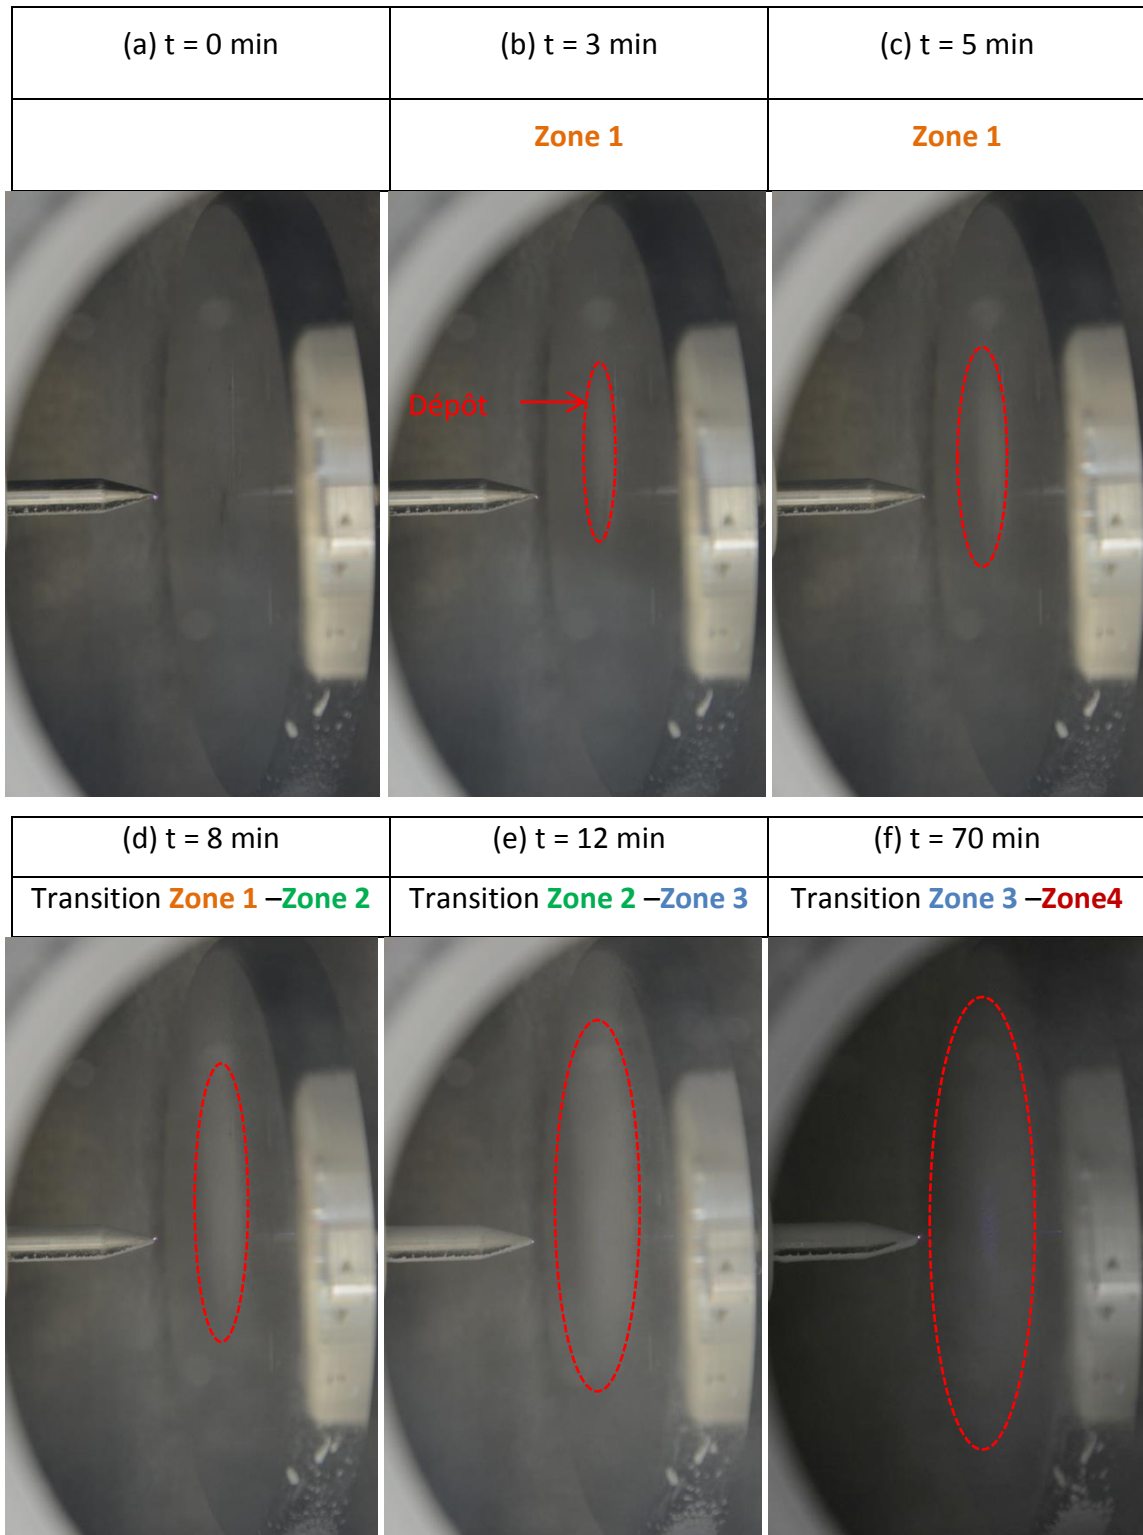 (a) t = 0 min
(b) t = 3 min
(c) t = 5 min
Zone 1
Zone 1
Dépôt
(d) t = 8 min
(e) t = 12 min
(f) t = 70 min
Transition Zone 1 –Zone 2
Transition Zone 2 –Zone 3
Transition Zone 3 –Zone4